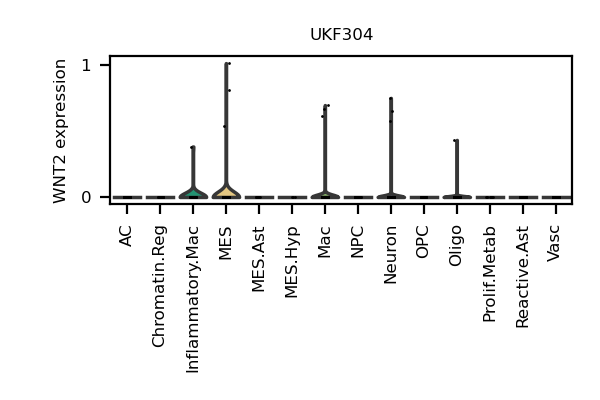 UKF304
WNT2 expression
1
0
AC
Chromatin.Reg
Inflammatory.Mac
MES
MES.Ast
MES.Hyp
Mac
NPC
Neuron
OPC
Oligo
Prolif.Metab
Reactive.Ast
Vasc